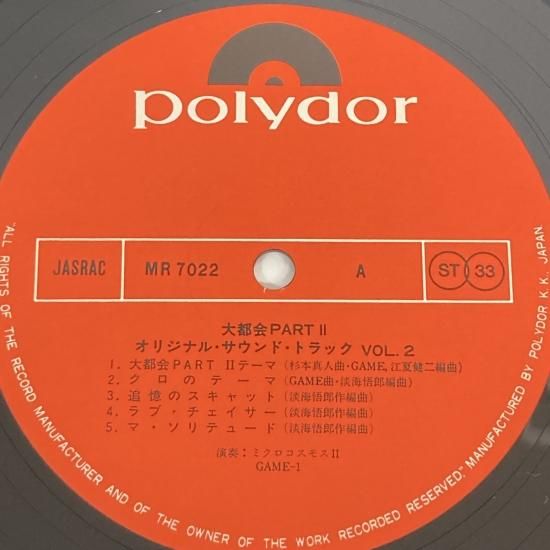 polydor
JASRAC MR 7022 A ST 33
大都会PART II
オリジナル・サウンド・トラック VOL. 2
1. 大都会PART IIテーマ（杉本真人曲・GAME, 江夏健二編曲）
2. クロのテーマ（GAME曲・淡海悟郎編曲）
3. 追憶のスキャット（淡海悟郎作編曲）
4. ラブ・チェイサー（淡海悟郎作編曲）
5. マ・ソリテュード（淡海悟郎作編曲）
演奏：ミクロコスモスII
GAME-1
"ALL RIGHTS OF THE RECORD MANUFACTURER AND OF THE OWNER OF THE WORK RECORDED RESERVED." MANUFACTURED BY POLYDOR K.K. JAPAN.